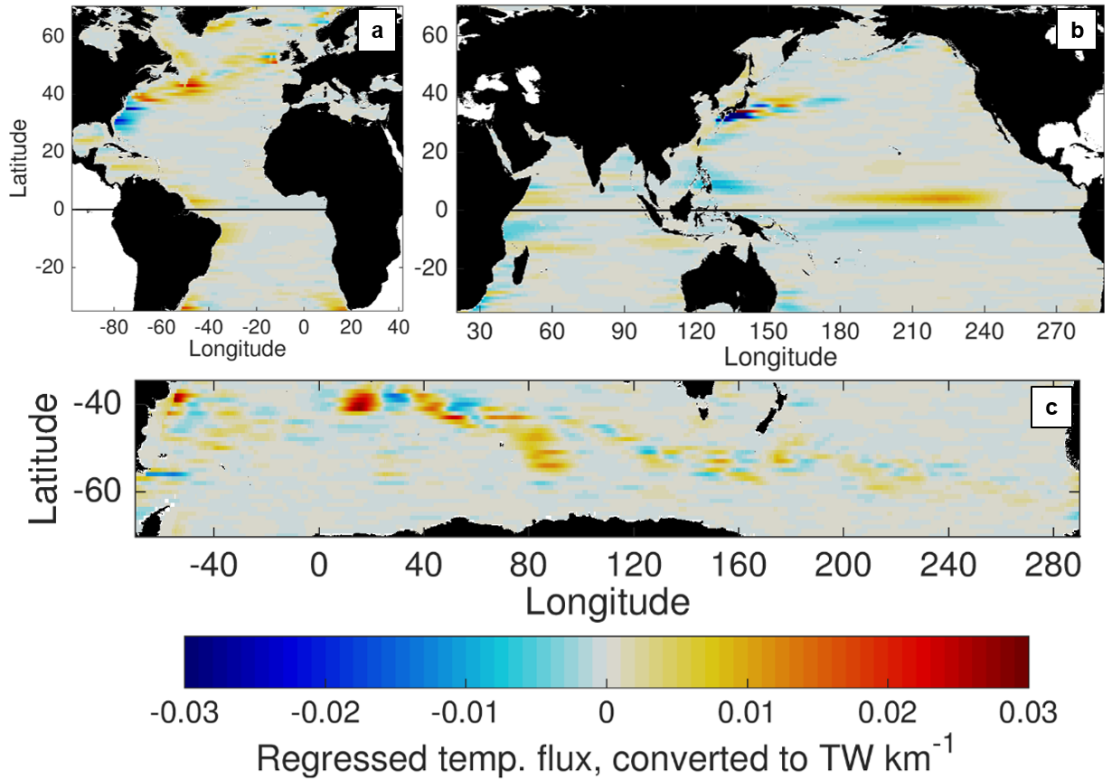 a
b
Latitude
60
40
20
0
-20
-80 -60 -40 -20 0 20 40
Longitude
60
40
20
0
-20
30 60 90 120 150 180 210 240 270
Longitude
c
Latitude
-40
-60
-40 0 40 80 120 160 200 240 280
Longitude
-0.03 -0.02 -0.01 0 0.01 0.02 0.03
Regressed temp. flux, converted to TW km-1